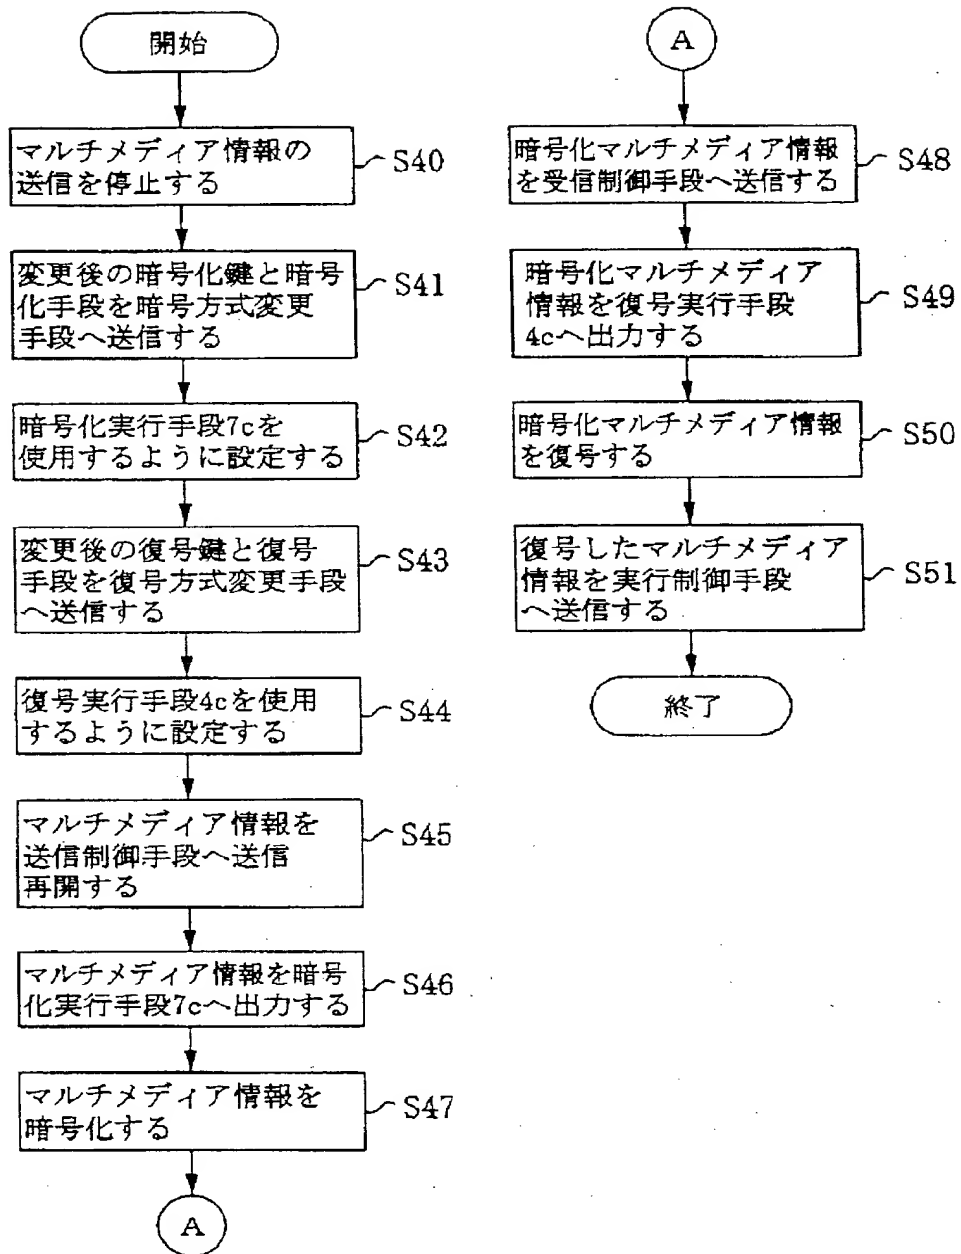 開始
マルチメディア情報の
送信を停止する
S40
変更後の暗号化鍵と暗号
化手段を暗号方式変更
手段へ送信する
S41
暗号化実行手段7cを
使用するように設定する
S42
変更後の復号鍵と復号
手段を復号方式変更手段
へ送信する
S43
復号実行手段4cを使用
するように設定する
S44
マルチメディア情報を
送信制御手段へ送信
再開する
S45
マルチメディア情報を暗号
化実行手段7cへ出力する
S46
マルチメディア情報を
暗号化する
S47
A
A
暗号化マルチメディア情報
を受信制御手段へ送信する
S48
暗号化マルチメディア
情報を復号実行手段
4cへ出力する
S49
暗号化マルチメディア情報
を復号する
S50
復号したマルチメディア
情報を実行制御手段
へ送信する
S51
終了